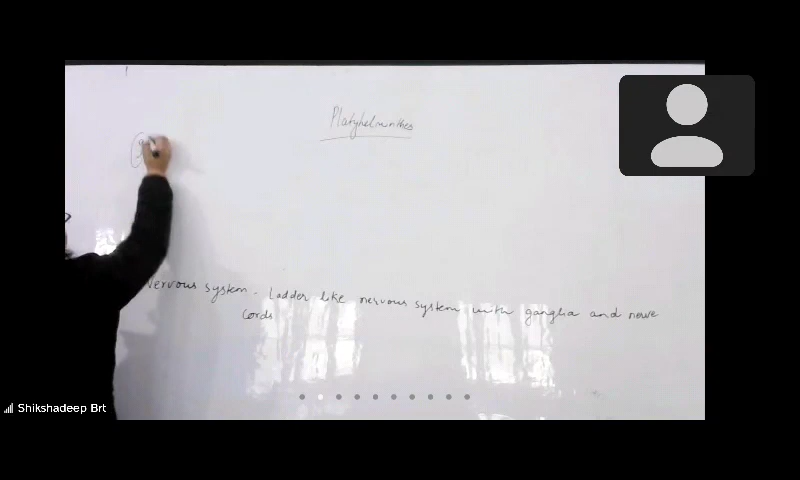 Platyhelminthes
Nervous system - Ladder like nervous system with ganglia and nerve
Cords
Shikshadeep Brt